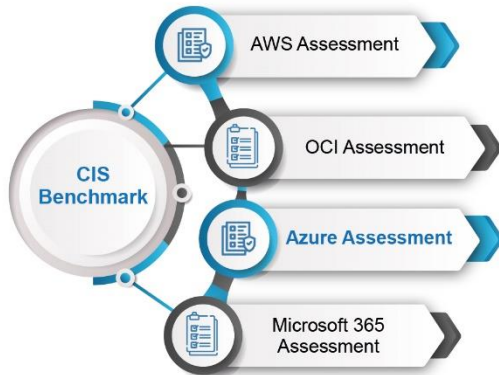 AWS Assessment
OCI Assessment
CIS
Benchmark
Azure Assessment
Microsoft 365
Assessment